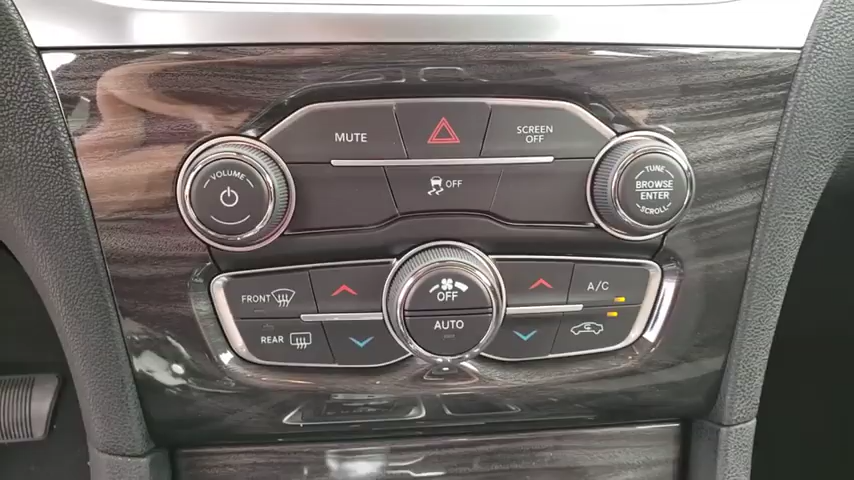 MUTE
SCREEN
OFF
VOLUME
OFF
TUNE
BROWSE
ENTER
SCROLL
FRONT
OFF
A/C
REAR
AUTO